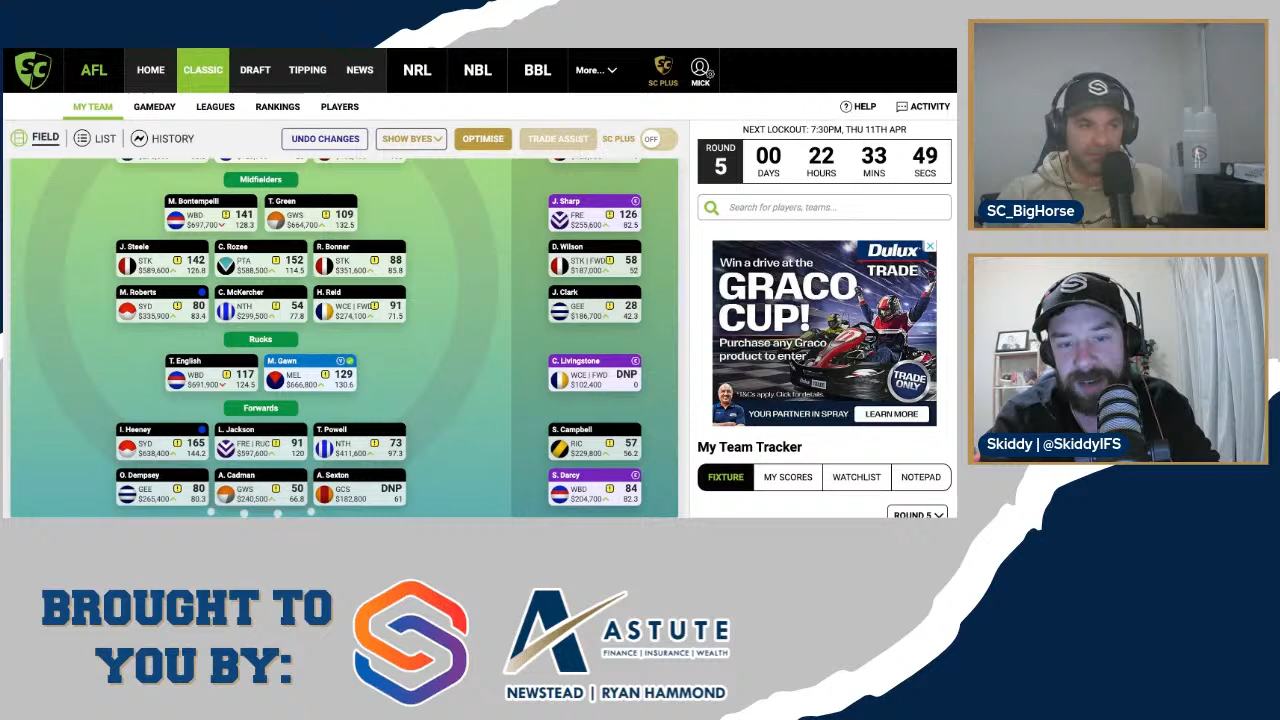 SC
AFL
HOME
CLASSIC
DRAFT
TIPPING
NEWS
NRL
NBL
BBL
More...
SC PLUS
MICK
MY TEAM
GAMEDAY
LEAGUES
RANKINGS
PLAYERS
HELP
ACTIVITY
FIELD
LIST
HISTORY
UNDO CHANGES
SHOW BYES
OPTIMISE
TRADE ASSIST
SC PLUS
OFF
NEXT LOCKOUT: 7:30PM, THU 11TH APR
ROUND 5
00 DAYS
22 HOURS
33 MINS
49 SECS
Search for players, teams...
Midfielders
M. Bontempelli
WBD 141
$697,700 128.3
T. Green
GWS 109
$664,700 132.5
J. Sharp
FRE 126
$255,600 82.5
J. Steele
STK 142
$589,600 126.8
C. Rozee
PTA 152
$588,500 114.5
R. Bonner
STK 88
$351,600 85.8
D. Wilson
STK | FWD 58
$187,000 52
M. Roberts
SYD 80
$335,900 83.4
C. McKercher
NTH 54
$299,500 77.8
H. Reid
WCE | FWD 91
$274,100 71.5
J. Clark
GEE 28
$186,700 42.3
Rucks
T. English
WBD 117
$691,900 124.5
M. Gawn
MEL 129
$666,800 130.6
C. Livingstone
WCE | FWD DNP
$102,400 0
Forwards
I. Heeney
SYD 165
$638,400 144.2
L. Jackson
FRE | RUC 91
$597,600 120
T. Powell
NTH 73
$411,600 97.3
S. Campbell
RIC 57
$229,800 56.2
O. Dempsey
GEE 80
$265,400 80.3
A. Cadman
GWS 50
$240,500 66.8
A. Sexton
GCS DNP
$182,800 61
S. Darcy
WBD 84
$204,700 82.3
Dulux
TRADE
Win a drive at the
GRACO
CUP!
Purchase any Graco
product to enter*
TRADE
ONLY
*T&Cs apply. Click for details.
YOUR PARTNER IN SPRAY
LEARN MORE
My Team Tracker
FIXTURE
MY SCORES
WATCHLIST
NOTEPAD
ROUND 5
SC_BigHorse
Skiddy | @SkiddyIFS
BROUGHT TO
YOU BY:
ASTUTE
FINANCE | INSURANCE | WEALTH
NEWSTEAD | RYAN HAMMOND